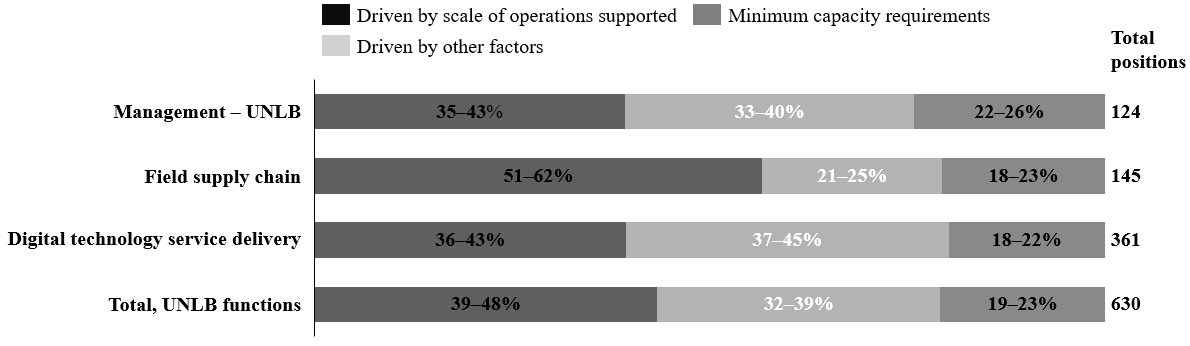 Driven by scale of operations supported Minimum capacity requirements
Driven by other factors
Total
positions
Management – UNLB 35–43% 33–40% 22–26% 124
Field supply chain 51–62% 21–25% 18–23% 145
Digital technology service delivery 36–43% 37–45% 18–22% 361
Total, UNLB functions 39–48% 32–39% 19–23% 630